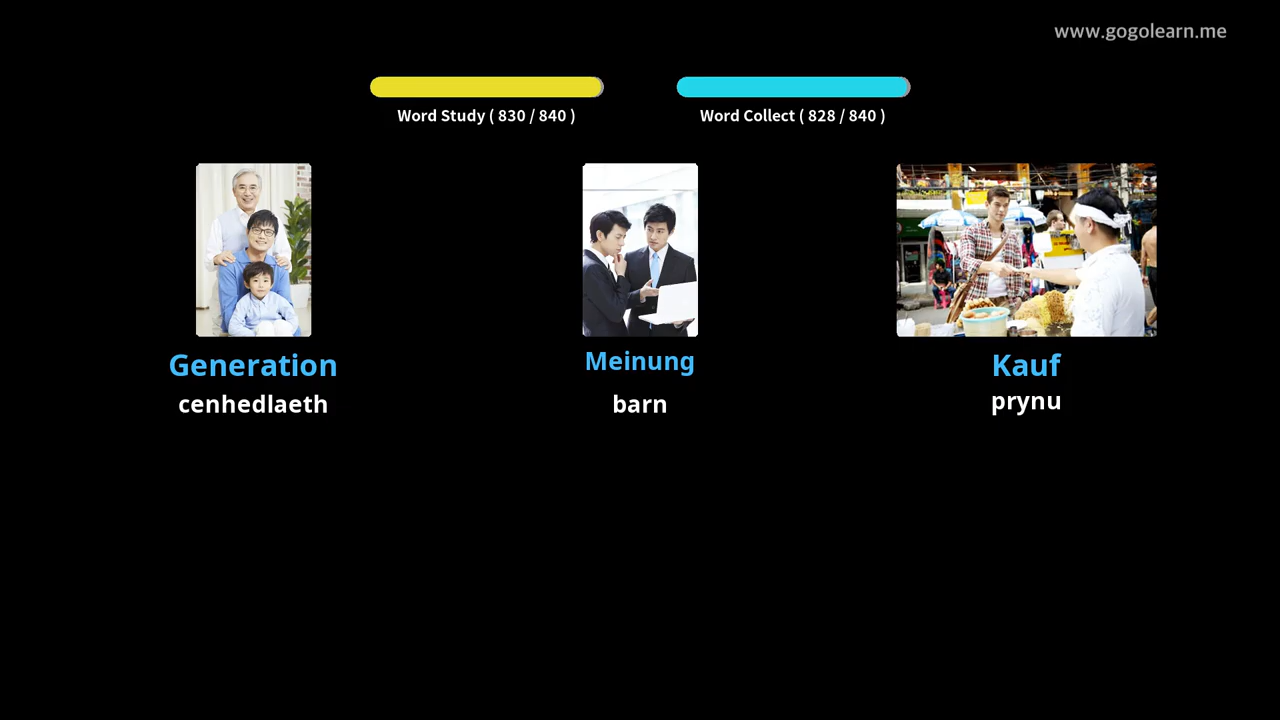 www.gogolearn.me
Word Study ( 830 / 840 )
Word Collect ( 828 / 840 )
Generation
cenhedlaeth
Meinung
barn
Kauf
prynu